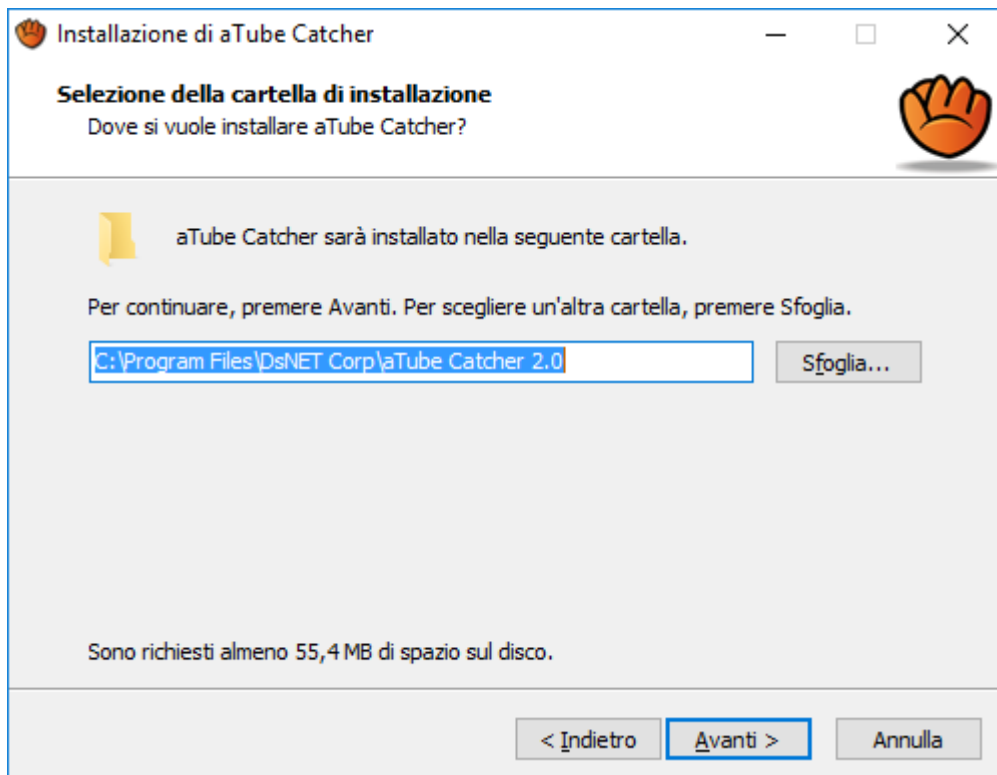 Installazione di aTube Catcher
Selezione della cartella di installazione
Dove si vuole installare aTube Catcher?
aTube Catcher sarà installato nella seguente cartella.
Per continuare, premere Avanti. Per scegliere un'altra cartella, premere Sfoglia.
C:\Program Files\DsNET Corp\aTube Catcher 2.0
Sfoglia...
Sono richiesti almeno 55,4 MB di spazio sul disco.
< Indietro
Avanti >
Annulla